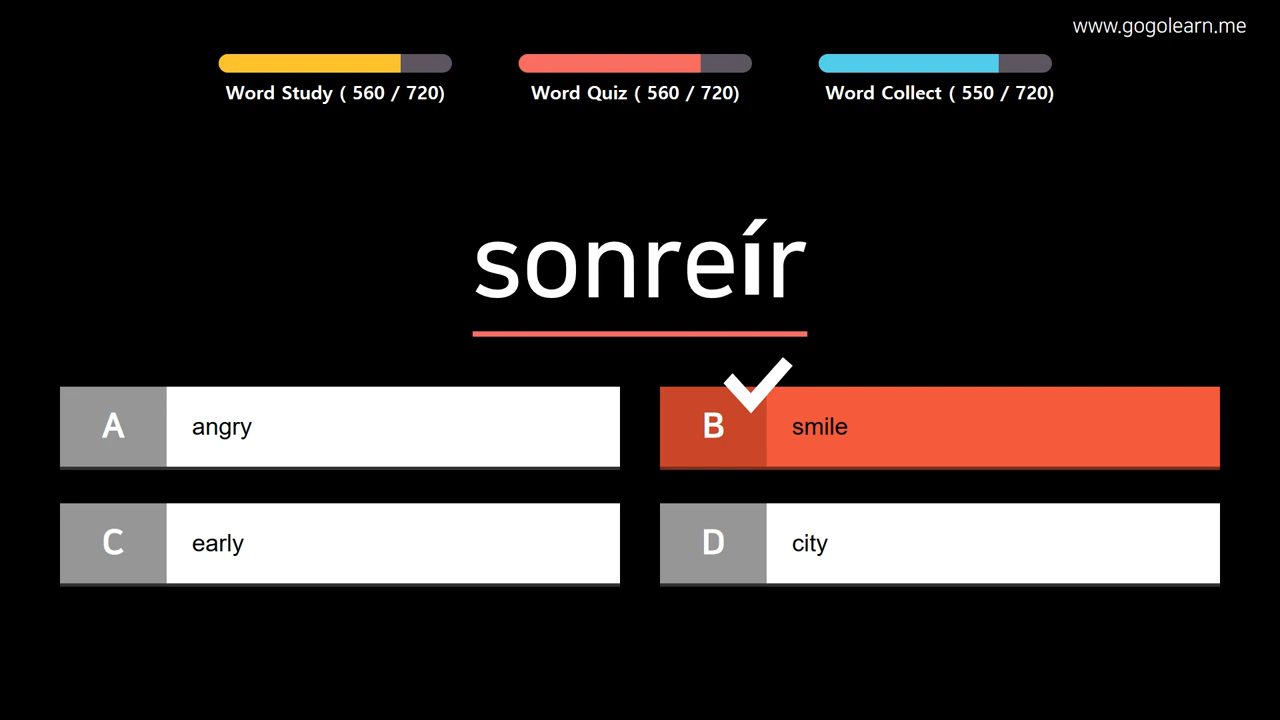 www.gogolearn.me
Word Study ( 560 / 720)
Word Quiz ( 560 / 720)
Word Collect ( 550 / 720)
sonreír
A angry
B smile
C early
D city